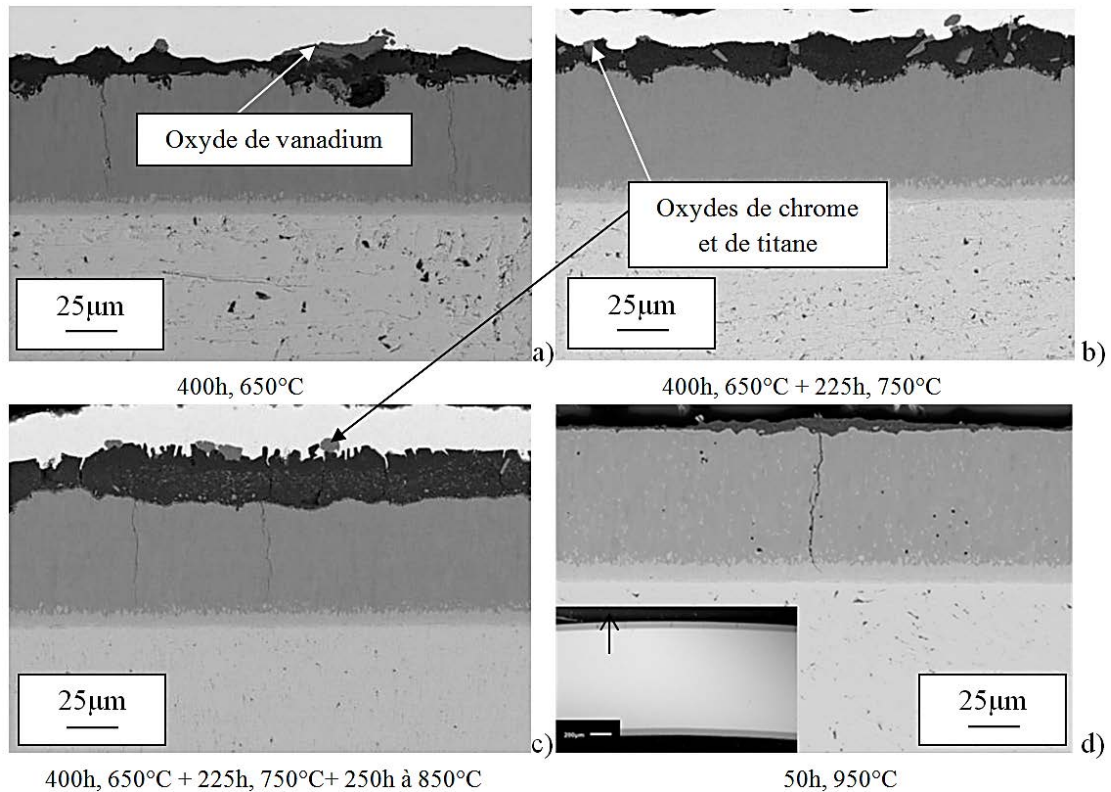 Oxyde de vanadium
Oxydes de chrome
et de titane
25µm
a)
25µm
b)
400h, 650°C
400h, 650°C + 225h, 750°C
25µm
c)
200µm
25µm
d)
400h, 650°C + 225h, 750°C+ 250h à 850°C
50h, 950°C